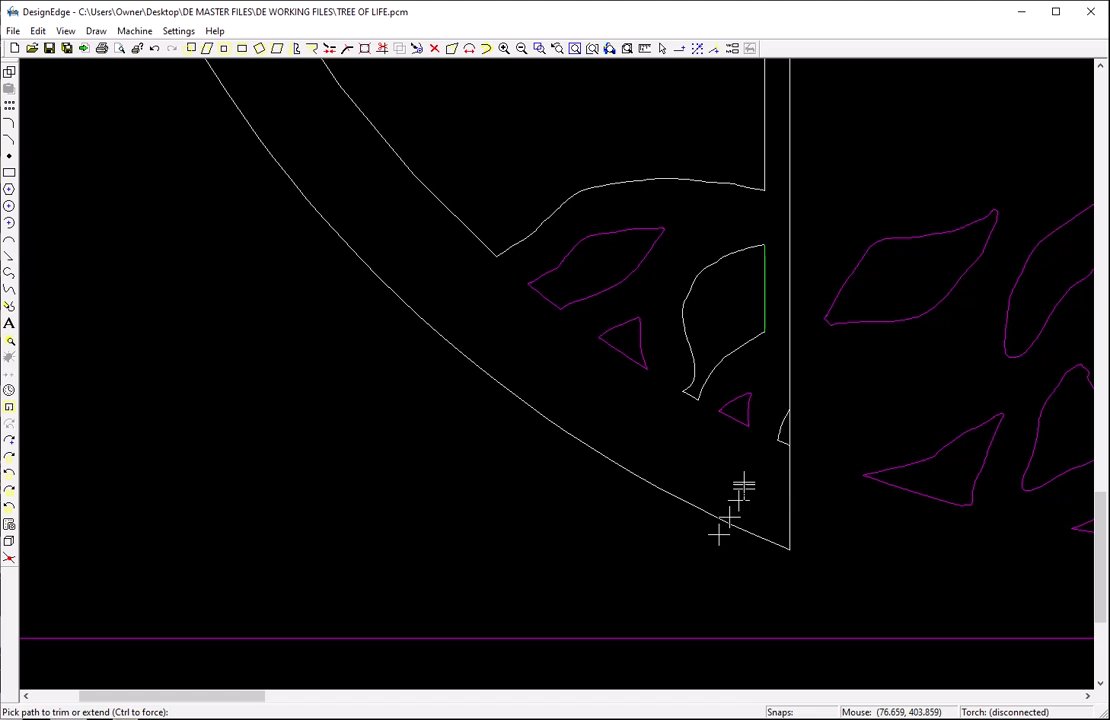 DesignEdge - C:\Users\Owner\Desktop\DE MASTER FILES\DE WORKING FILES\TREE OF LIFE.pcm
File Edit View Draw Machine Settings Help
A
Pick path to trim or extend (Ctrl to force): Snaps: Mouse: (76.659, 403.859) Torch: (disconnected)